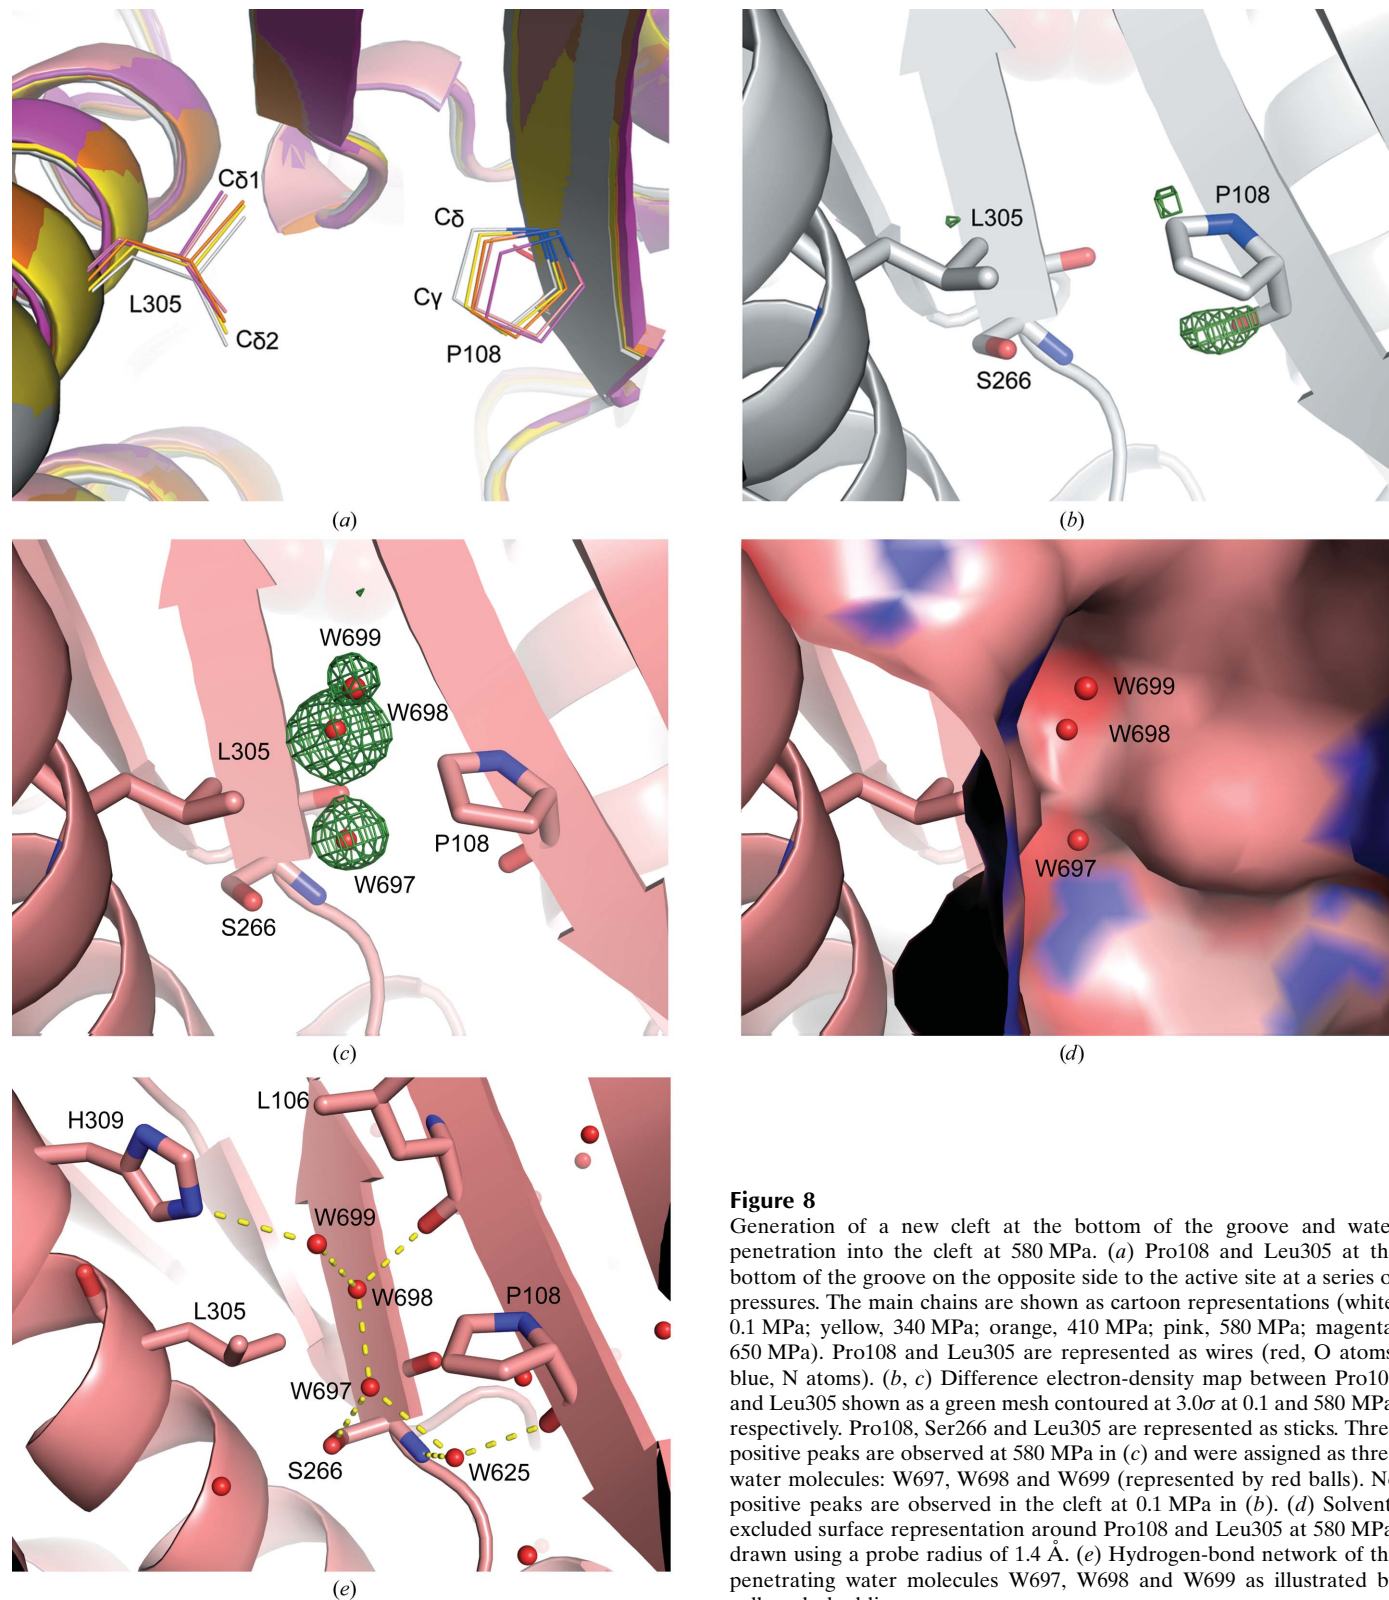 Cδ1
Cδ
L305
Cγ
Cδ2
P108
(a)
P108
L305
S266
(b)
W699
W698
L305
P108
W697
S266
(c)
W699
W698
W697
(d)
L106
H309
W699
W698
P108
L305
W697
S266
W625
(e)
Figure 8
Generation of a new cleft at the bottom of the groove and wate
penetration into the cleft at 580 MPa. (a) Pro108 and Leu305 at th
bottom of the groove on the opposite side to the active site at a series o
pressures. The main chains are shown as cartoon representations (white
0.1 MPa; yellow, 340 MPa; orange, 410 MPa; pink, 580 MPa; magenta
650 MPa). Pro108 and Leu305 are represented as wires (red, O atoms
blue, N atoms). (b, c) Difference electron-density map between Pro10
and Leu305 shown as a green mesh contoured at 3.0σ at 0.1 and 580 MPa
respectively. Pro108, Ser266 and Leu305 are represented as sticks. Thre
positive peaks are observed at 580 MPa in (c) and were assigned as thre
water molecules: W697, W698 and W699 (represented by red balls). N
positive peaks are observed in the cleft at 0.1 MPa in (b). (d) Solvent
excluded surface representation around Pro108 and Leu305 at 580 MPa
drawn using a probe radius of 1.4 Å. (e) Hydrogen-bond network of th
penetrating water molecules W697, W698 and W699 as illustrated b